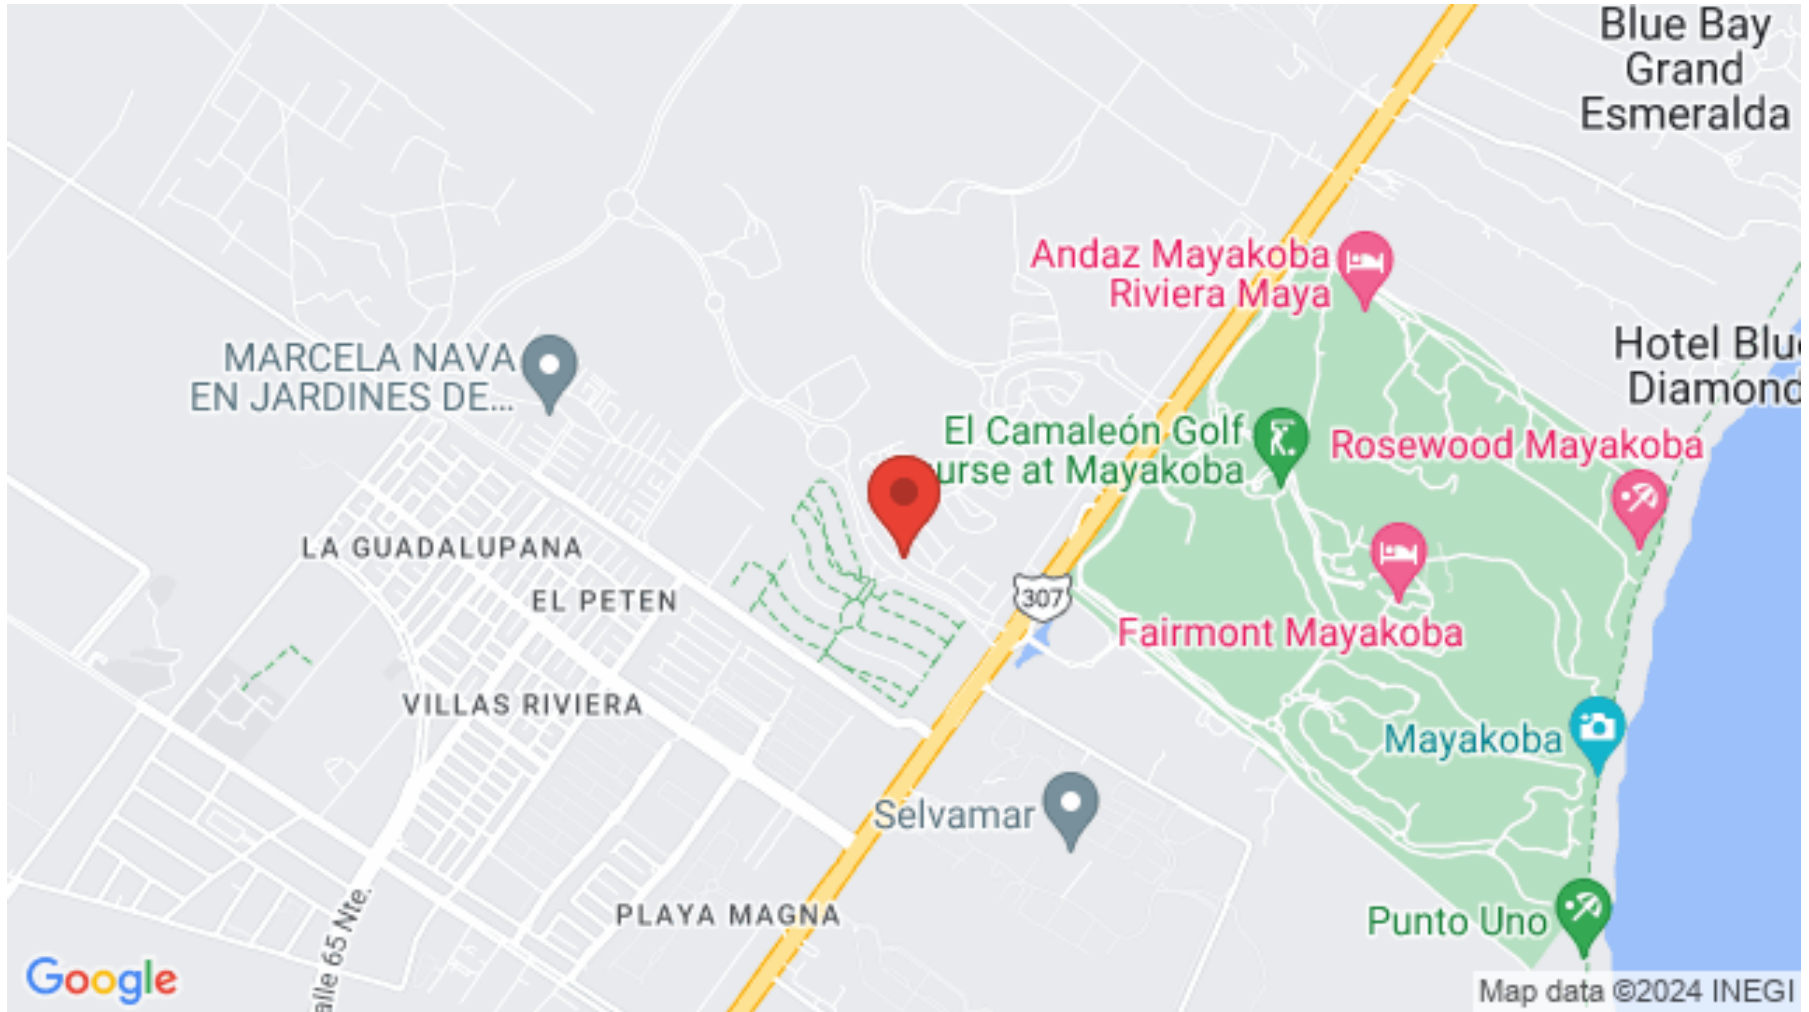 Blue Bay
Grand
Esmeralda
Andaz Mayakoba
Riviera Maya
Hotel Blu
Diamond
MARCELA NAVA
EN JARDINES DE...
El Camaleón Golf
urse at Mayakoba
Rosewood Mayakoba
LA GUADALUPANA
EL PETEN
307
Fairmont Mayakoba
VILLAS RIVIERA
Mayakoba
Selvamar
PLAYA MAGNA
Punto Uno
alle 65 Nte.
Google
Map data ©2024 INEGI